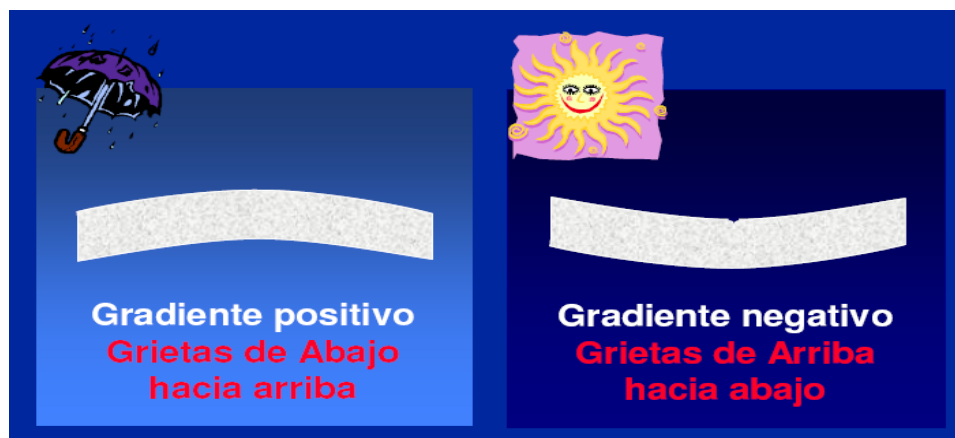 Gradiente positivo
Grietas de Abajo
hacia arriba
Gradiente negativo
Grietas de Arriba
hacia abajo